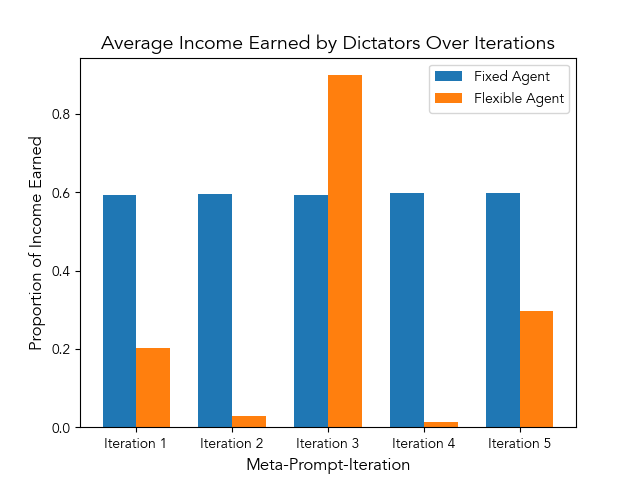 Average Income Earned by Dictators Over Iterations
Fixed Agent
Flexible Agent
Proportion of Income Earned
0.8
0.6
0.4
0.2
0.0
Iteration 1 Iteration 2 Iteration 3 Iteration 4 Iteration 5
Meta-Prompt-Iteration